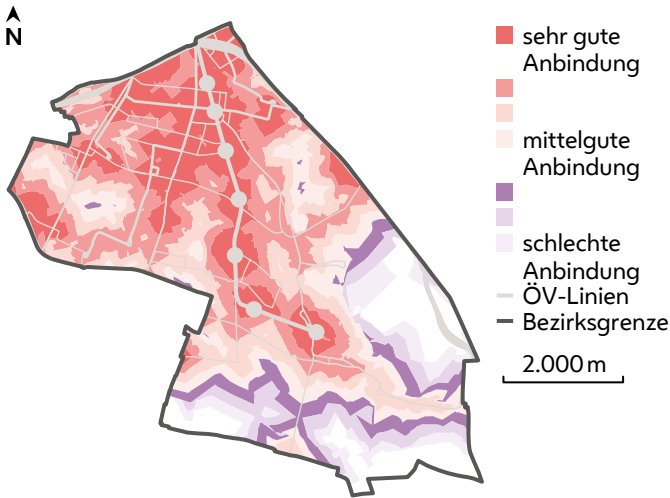 N
sehr gute
Anbindung
mittelgute
Anbindung
schlechte
Anbindung
ÖV-Linien
Bezirksgrenze
2.000 m